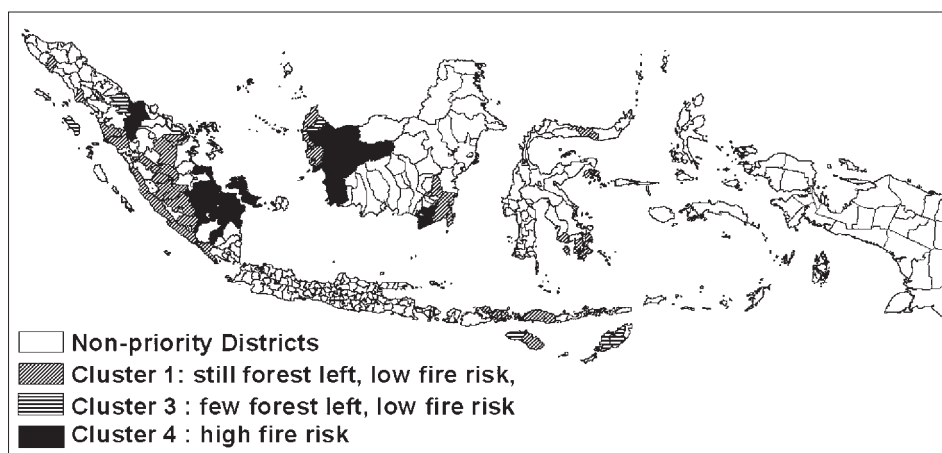 Non-priority Districts
Cluster 1: still forest left, low fire risk,
Cluster 3 : few forest left, low fire risk
Cluster 4 : high fire risk